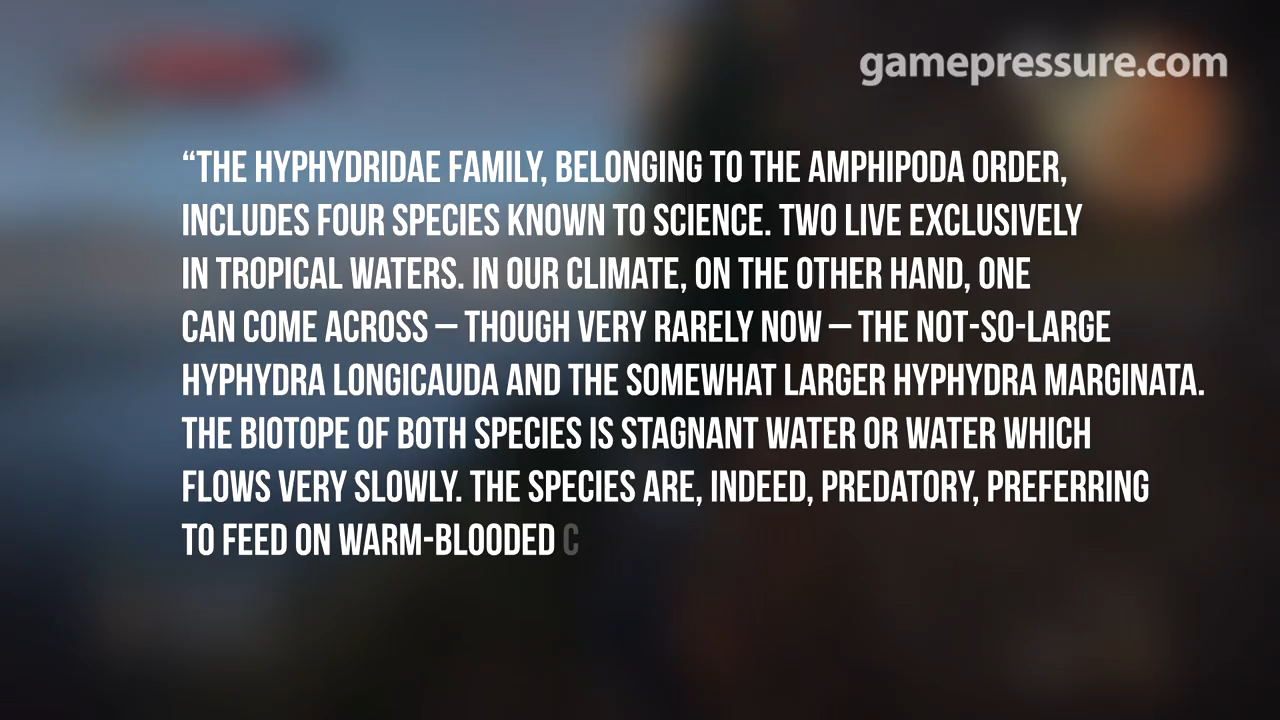 gamepressure.com
“THE HYPHYDRIDAE FAMILY, BELONGING TO THE AMPHIPODA ORDER,
INCLUDES FOUR SPECIES KNOWN TO SCIENCE. TWO LIVE EXCLUSIVELY
IN TROPICAL WATERS. IN OUR CLIMATE, ON THE OTHER HAND, ONE
CAN COME ACROSS – THOUGH VERY RARELY NOW – THE NOT-SO-LARGE
HYPHYDRA LONGICAUDA AND THE SOMEWHAT LARGER HYPHYDRA MARGINATA.
THE BIOTOPE OF BOTH SPECIES IS STAGNANT WATER OR WATER WHICH
FLOWS VERY SLOWLY. THE SPECIES ARE, INDEED, PREDATORY, PREFERRING
TO FEED ON WARM-BLOODED C